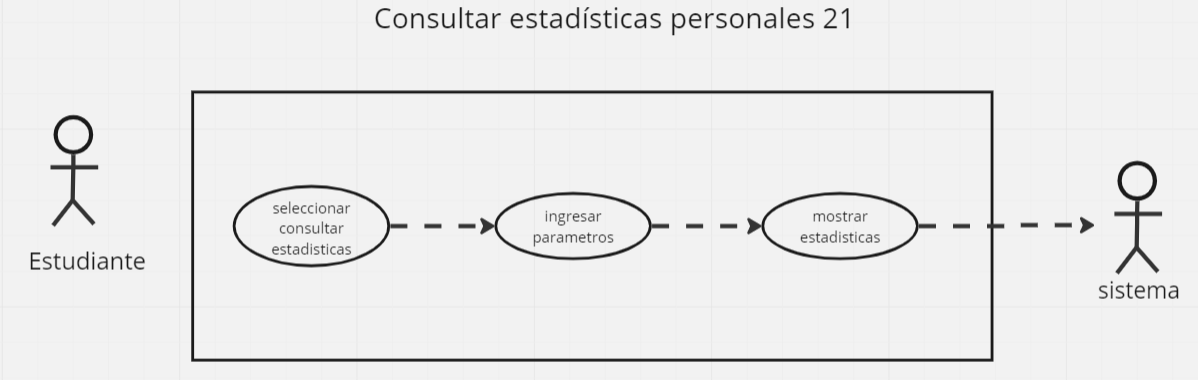 Consultar estadísticas personales 21
Estudiante
seleccionar
consultar
estadisticas
ingresar
parametros
mostrar
estadisticas
sistema